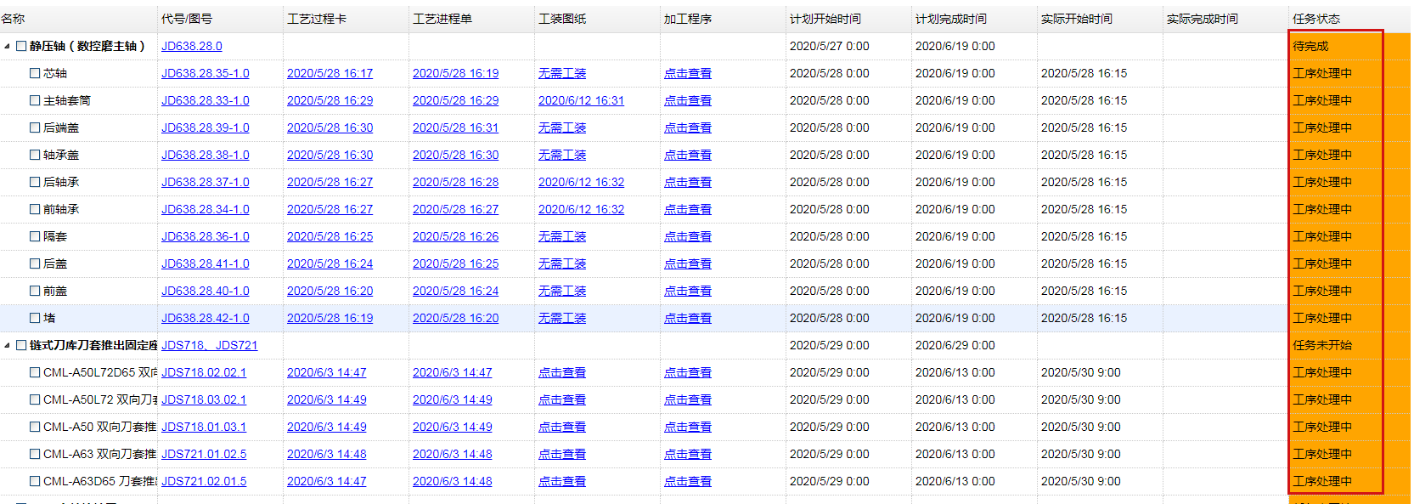 名称 代号/图号 工艺过程卡 工艺进程单 工装图纸 加工程序 计划开始时间 计划完成时间 实际开始时间 实际完成时间 任务状态
静压轴（数控磨主轴） JD638.28.0 2020/5/27 0:00 2020/6/19 0:00 待完成
芯轴 JD638.28.35-1.0 2020/5/28 16:17 2020/5/28 16:19 无需工装 点击查看 2020/5/28 0:00 2020/6/19 0:00 2020/5/28 16:15 工序处理中
主轴套筒 JD638.28.33-1.0 2020/5/28 16:29 2020/5/28 16:29 2020/6/12 16:31 点击查看 2020/5/28 0:00 2020/6/19 0:00 2020/5/28 16:15 工序处理中
后端盖 JD638.28.39-1.0 2020/5/28 16:30 2020/5/28 16:31 无需工装 点击查看 2020/5/28 0:00 2020/6/19 0:00 2020/5/28 16:15 工序处理中
轴承盖 JD638.28.38-1.0 2020/5/28 16:30 2020/5/28 16:30 无需工装 点击查看 2020/5/28 0:00 2020/6/19 0:00 2020/5/28 16:15 工序处理中
后轴承 JD638.28.37-1.0 2020/5/28 16:27 2020/5/28 16:28 2020/6/12 16:32 点击查看 2020/5/28 0:00 2020/6/19 0:00 2020/5/28 16:15 工序处理中
前轴承 JD638.28.34-1.0 2020/5/28 16:27 2020/5/28 16:27 2020/6/12 16:32 点击查看 2020/5/28 0:00 2020/6/19 0:00 2020/5/28 16:15 工序处理中
隔套 JD638.28.36-1.0 2020/5/28 16:25 2020/5/28 16:26 无需工装 点击查看 2020/5/28 0:00 2020/6/19 0:00 2020/5/28 16:15 工序处理中
后盖 JD638.28.41-1.0 2020/5/28 16:24 2020/5/28 16:25 无需工装 点击查看 2020/5/28 0:00 2020/6/19 0:00 2020/5/28 16:15 工序处理中
前盖 JD638.28.40-1.0 2020/5/28 16:20 2020/5/28 16:24 无需工装 点击查看 2020/5/28 0:00 2020/6/19 0:00 2020/5/28 16:15 工序处理中
堵 JD638.28.42-1.0 2020/5/28 16:19 2020/5/28 16:20 无需工装 点击查看 2020/5/28 0:00 2020/6/19 0:00 2020/5/28 16:15 工序处理中
链式刀库刀套推出固定座 JDS718、JDS721 2020/5/29 0:00 2020/6/29 0:00 任务未开始
CML-A50L72D65 双向 JDS718.02.02.1 2020/6/3 14:47 2020/6/3 14:47 点击查看 点击查看 2020/5/29 0:00 2020/6/13 0:00 2020/5/30 9:00 工序处理中
CML-A50L72 双向刀套 JDS718.03.02.1 2020/6/3 14:49 2020/6/3 14:49 点击查看 点击查看 2020/5/29 0:00 2020/6/13 0:00 2020/5/30 9:00 工序处理中
CML-A50 双向刀套推 JDS718.01.03.1 2020/6/3 14:49 2020/6/3 14:49 点击查看 点击查看 2020/5/29 0:00 2020/6/13 0:00 2020/5/30 9:00 工序处理中
CML-A63 双向刀套推 JDS721.01.02.5 2020/6/3 14:48 2020/6/3 14:48 点击查看 点击查看 2020/5/29 0:00 2020/6/13 0:00 2020/5/30 9:00 工序处理中
CML-A63D65 刀套推 JDS721.02.01.5 2020/6/3 14:47 2020/6/3 14:48 点击查看 点击查看 2020/5/29 0:00 2020/6/13 0:00 2020/5/30 9:00 工序处理中